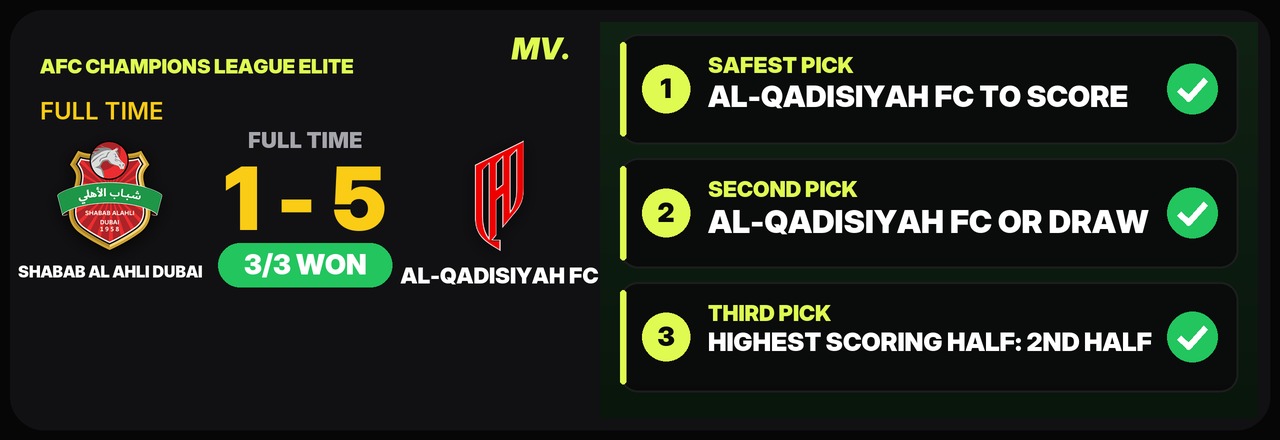 MV.
AFC CHAMPIONS LEAGUE ELITE
FULL TIME
FULL TIME
1 - 5
3/3 WON
شباب الأهلي
SHABAB ALAHLI
DUBAI
1958
SHABAB AL AHLI DUBAI
AL-QADISIYAH FC
1
SAFEST PICK
AL-QADISIYAH FC TO SCORE
2
SECOND PICK
AL-QADISIYAH FC OR DRAW
3
THIRD PICK
HIGHEST SCORING HALF: 2ND HALF